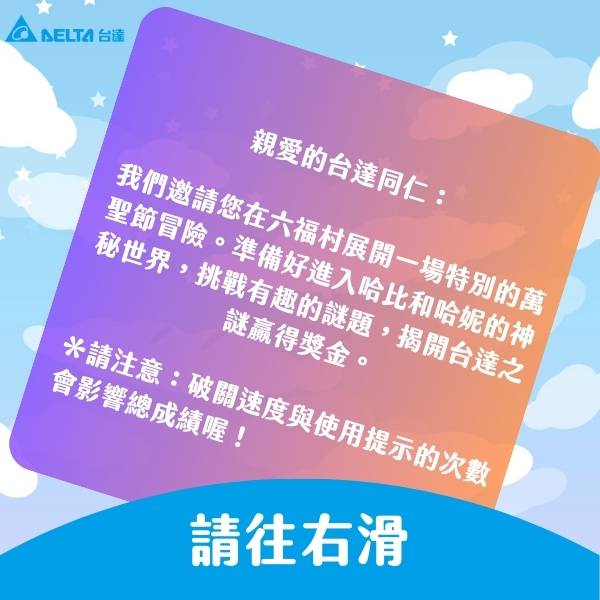 DELTA 台達
親愛的台達同仁：
我們邀請您在六福村展開一場特別的萬
聖節冒險。準備好進入哈比和哈妮的神
秘世界，挑戰有趣的謎題，揭開台達之
謎贏得獎金。
＊請注意：破關速度與使用提示的次數
會影響總成績喔！
請往右滑